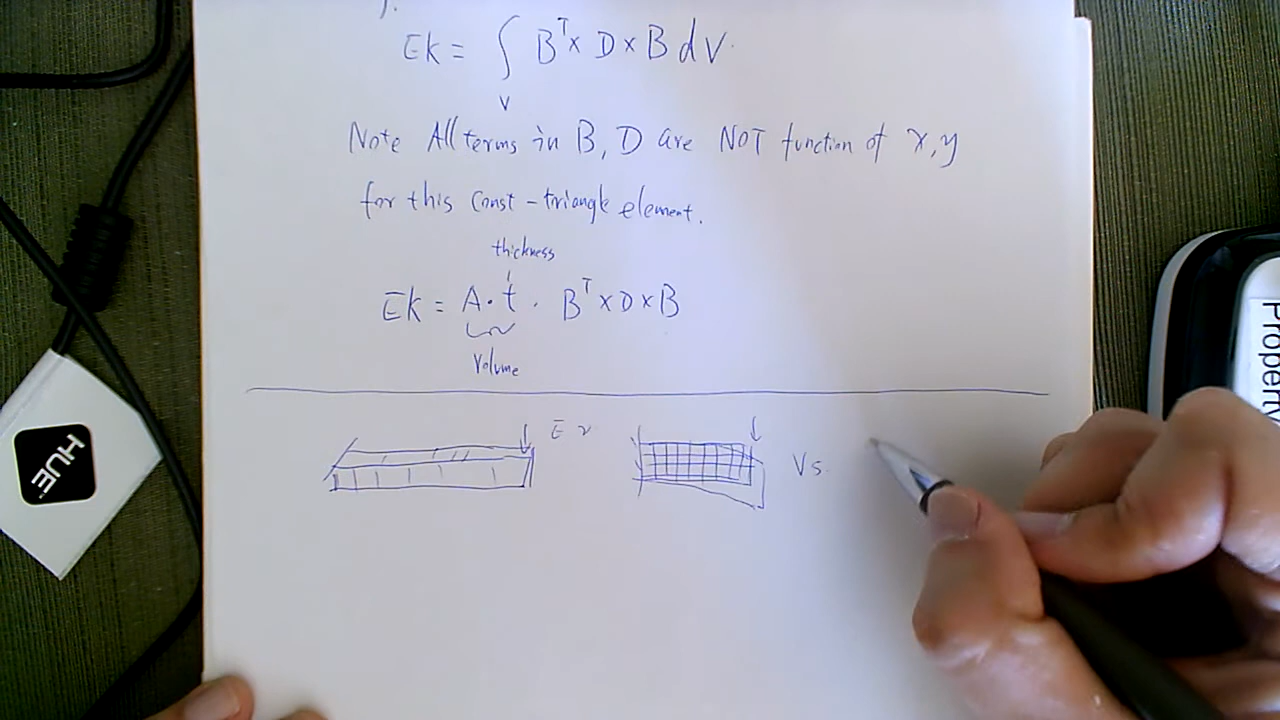 ).
Ek = ∫ Bᵀ× D × B dV.
V
Note All terms in B, D are NOT function of x, y
for this Const - triangle element.
thickness
Ek = A · t · Bᵀ × D × B
Volume
E ν
Vs.
HUE
Propert